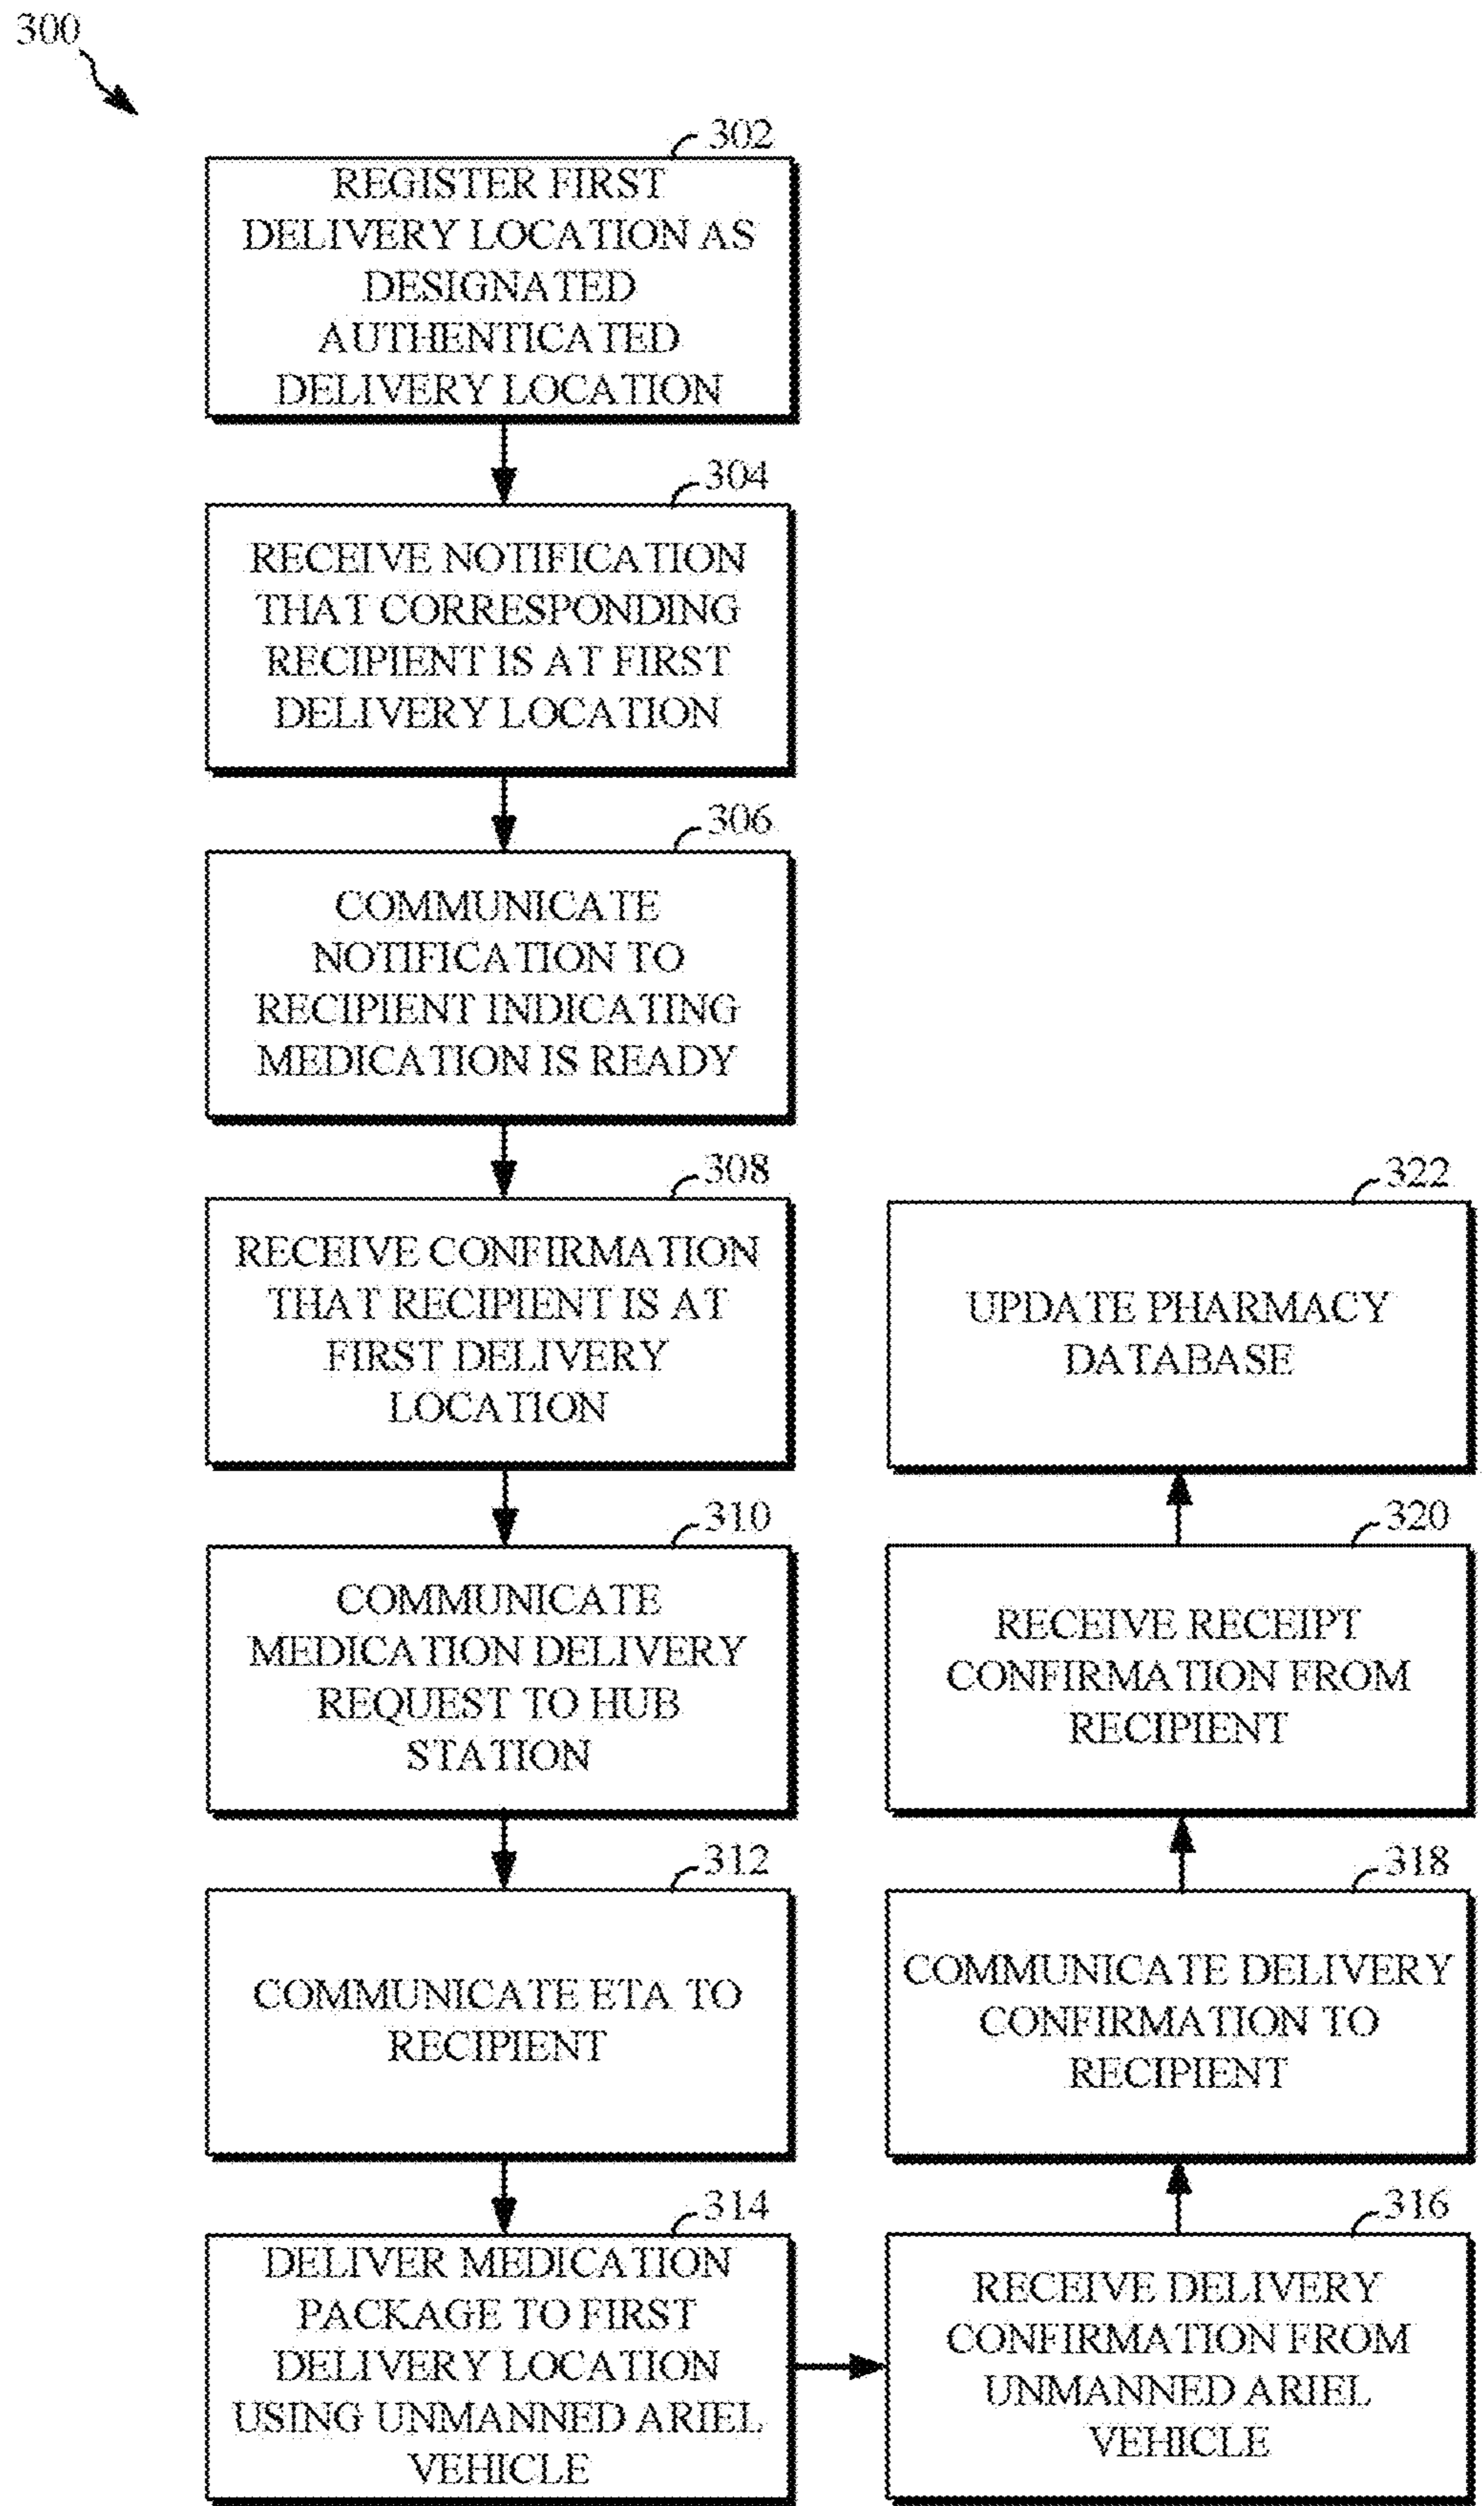 300
302
REGISTER FIRST
DELIVERY LOCATION AS
DESIGNATED
AUTHENTICATED
DELIVERY LOCATION
304
RECEIVE NOTIFICATION
THAT CORRESPONDING
RECIPIENT IS AT FIRST
DELIVERY LOCATION
306
COMMUNICATE
NOTIFICATION TO
RECIPIENT INDICATING
MEDICATION IS READY
308
RECEIVE CONFIRMATION
THAT RECIPIENT IS AT
FIRST DELIVERY
LOCATION
310
COMMUNICATE
MEDICATION DELIVERY
REQUEST TO HUB
STATION
312
COMMUNICATE ETA TO
RECIPIENT
314
DELIVER MEDICATION
PACKAGE TO FIRST
DELIVERY LOCATION
USING UNMANNED ARIEL
VEHICLE
316
RECEIVE DELIVERY
CONFIRMATION FROM
UNMANNED ARIEL
VEHICLE
318
COMMUNICATE DELIVERY
CONFIRMATION TO
RECIPIENT
320
RECEIVE RECEIPT
CONFIRMATION FROM
RECIPIENT
322
UPDATE PHARMACY
DATABASE